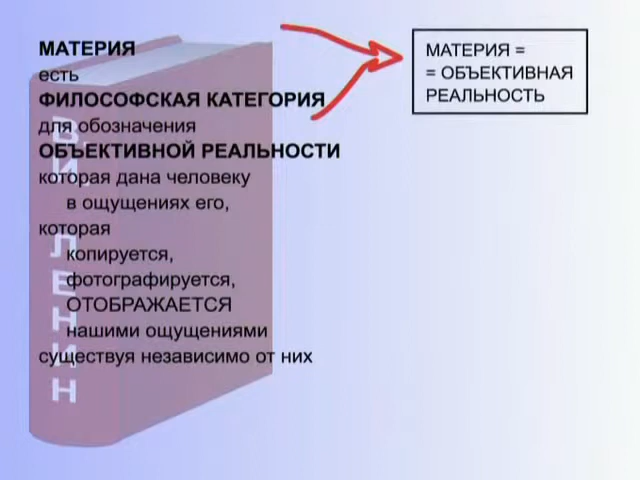 МАТЕРИЯ
есть
ФИЛОСОФСКАЯ КАТЕГОРИЯ
для обозначения
ОБЪЕКТИВНОЙ РЕАЛЬНОСТИ
которая дана человеку
в ощущениях его,
которая
копируется,
фотографируется,
ОТОБРАЖАЕТСЯ
нашими ощущениями
существуя независимо от них
МАТЕРИЯ =
= ОБЪЕКТИВНАЯ
РЕАЛЬНОСТЬ
В.И. ЛЕНИН